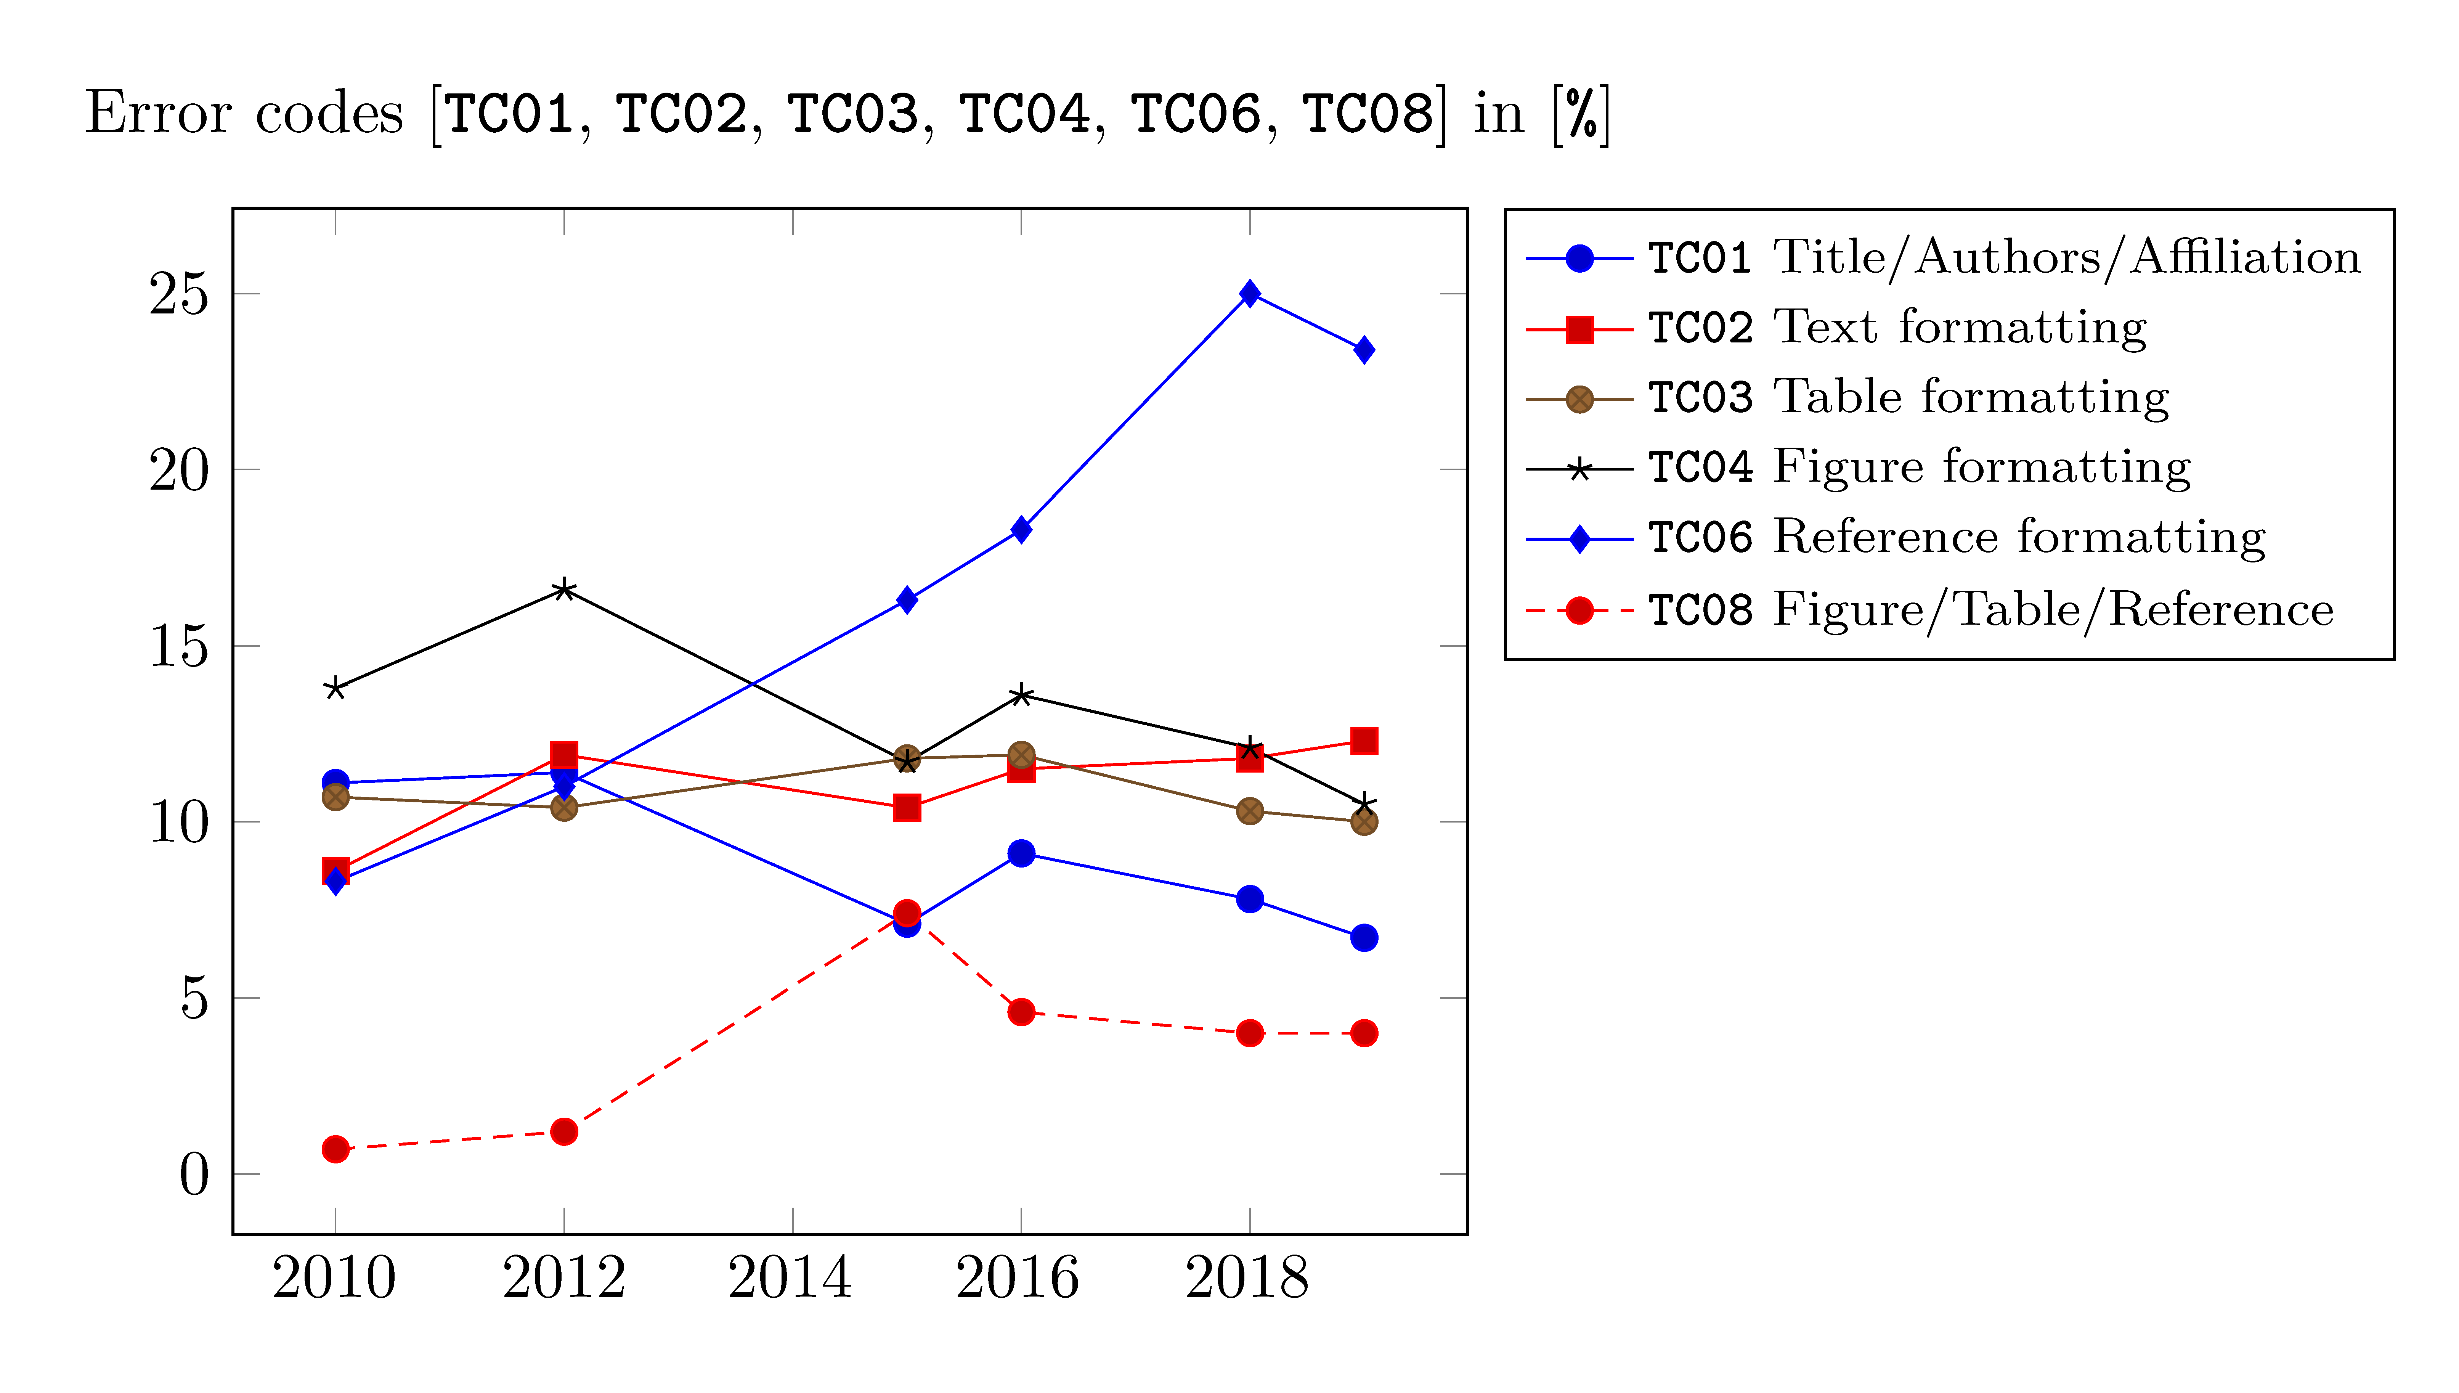 Error codes [TC01, TC02, TC03, TC04, TC06, TC08] in [%]
25
20
15
10
5
0
2010 2012 2014 2016 2018
TC01 Title/Authors/Affiliation
TC02 Text formatting
TC03 Table formatting
TC04 Figure formatting
TC06 Reference formatting
TC08 Figure/Table/Reference